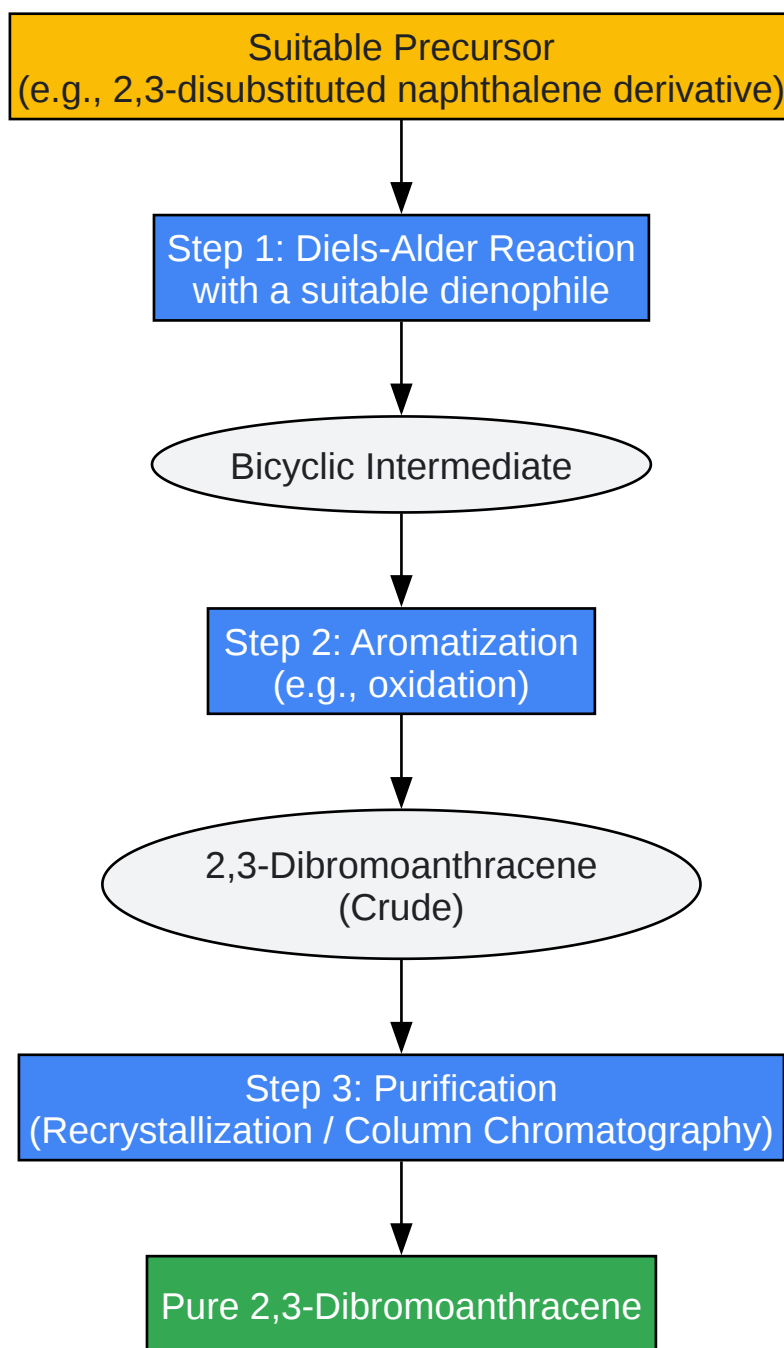 Suitable Precursor
(e.g., 2,3-disubstituted naphthalene derivative)
Step 1: Diels-Alder Reaction
with a suitable dienophile
Bicyclic Intermediate
Step 2: Aromatization
(e.g., oxidation)
2,3-Dibromoanthracene
(Crude)
Step 3: Purification
(Recrystallization / Column Chromatography)
Pure 2,3-Dibromoanthracene